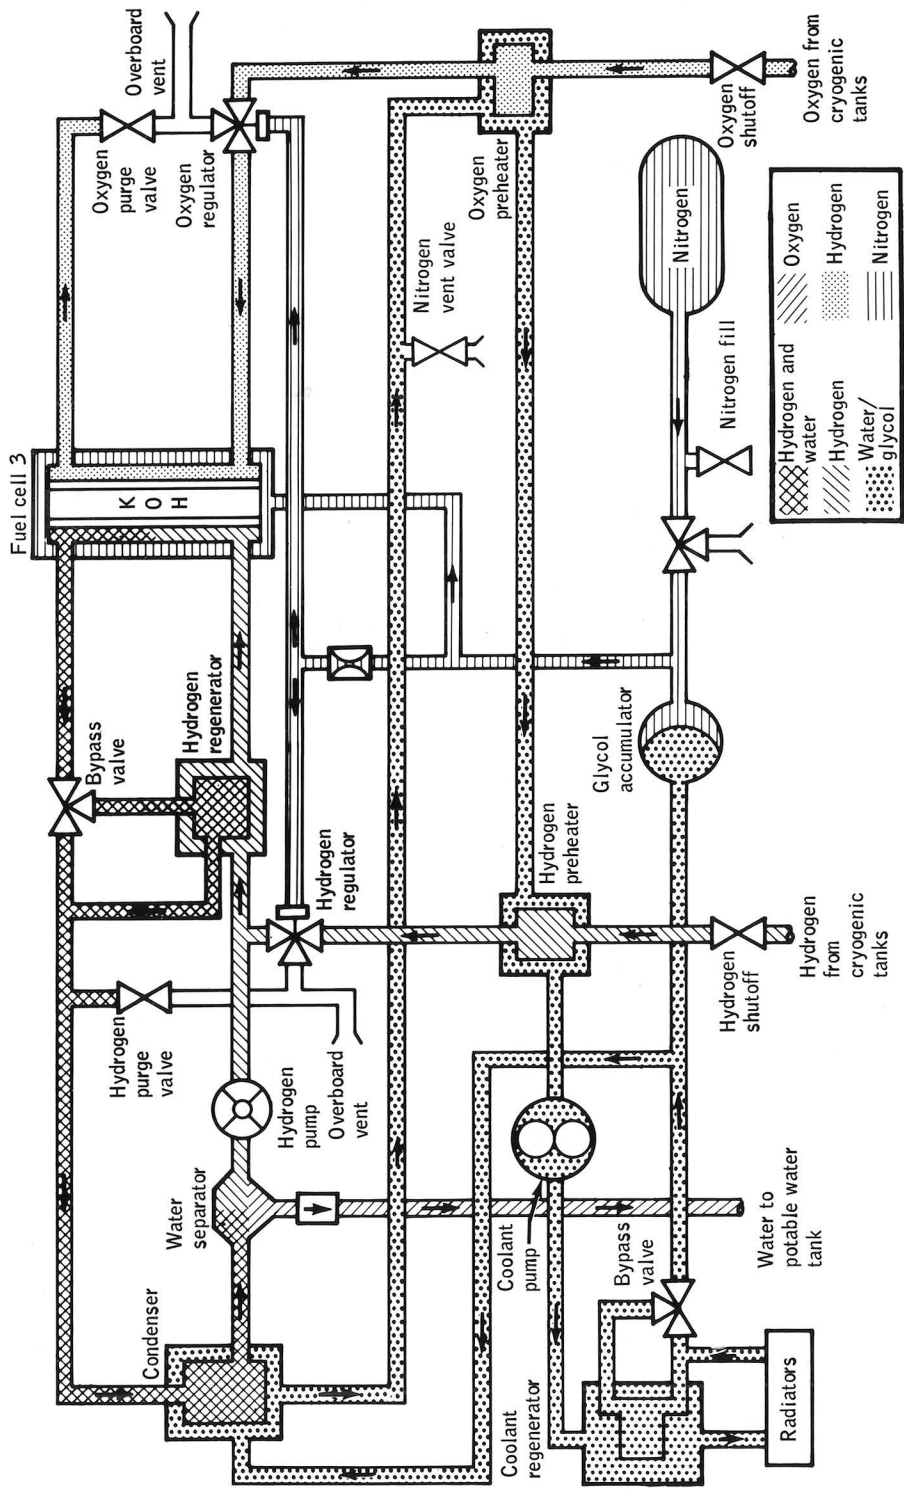 Overboard
vent
Oxygen
purge
valve
Oxygen
regulator
Fuel cell 3
K
O
H
Bypass
valve
Hydrogen
regenerator
Hydrogen
regulator
Hydrogen
purge
valve
Hydrogen
pump
Overboard
vent
Water
separator
Condenser
Oxygen
preheater
Nitrogen
vent valve
Oxygen
shutoff
Oxygen from
cryogenic
tanks
Nitrogen
Nitrogen fill
Glycol
accumulator
Hydrogen
preheater
Hydrogen
shutoff
Hydrogen
from
cryogenic
tanks
Coolant
pump
Water to
potable water
tank
Bypass
valve
Coolant
regenerator
Radiators
Hydrogen and
water
Hydrogen
Water/
glycol
Oxygen
Hydrogen
Nitrogen